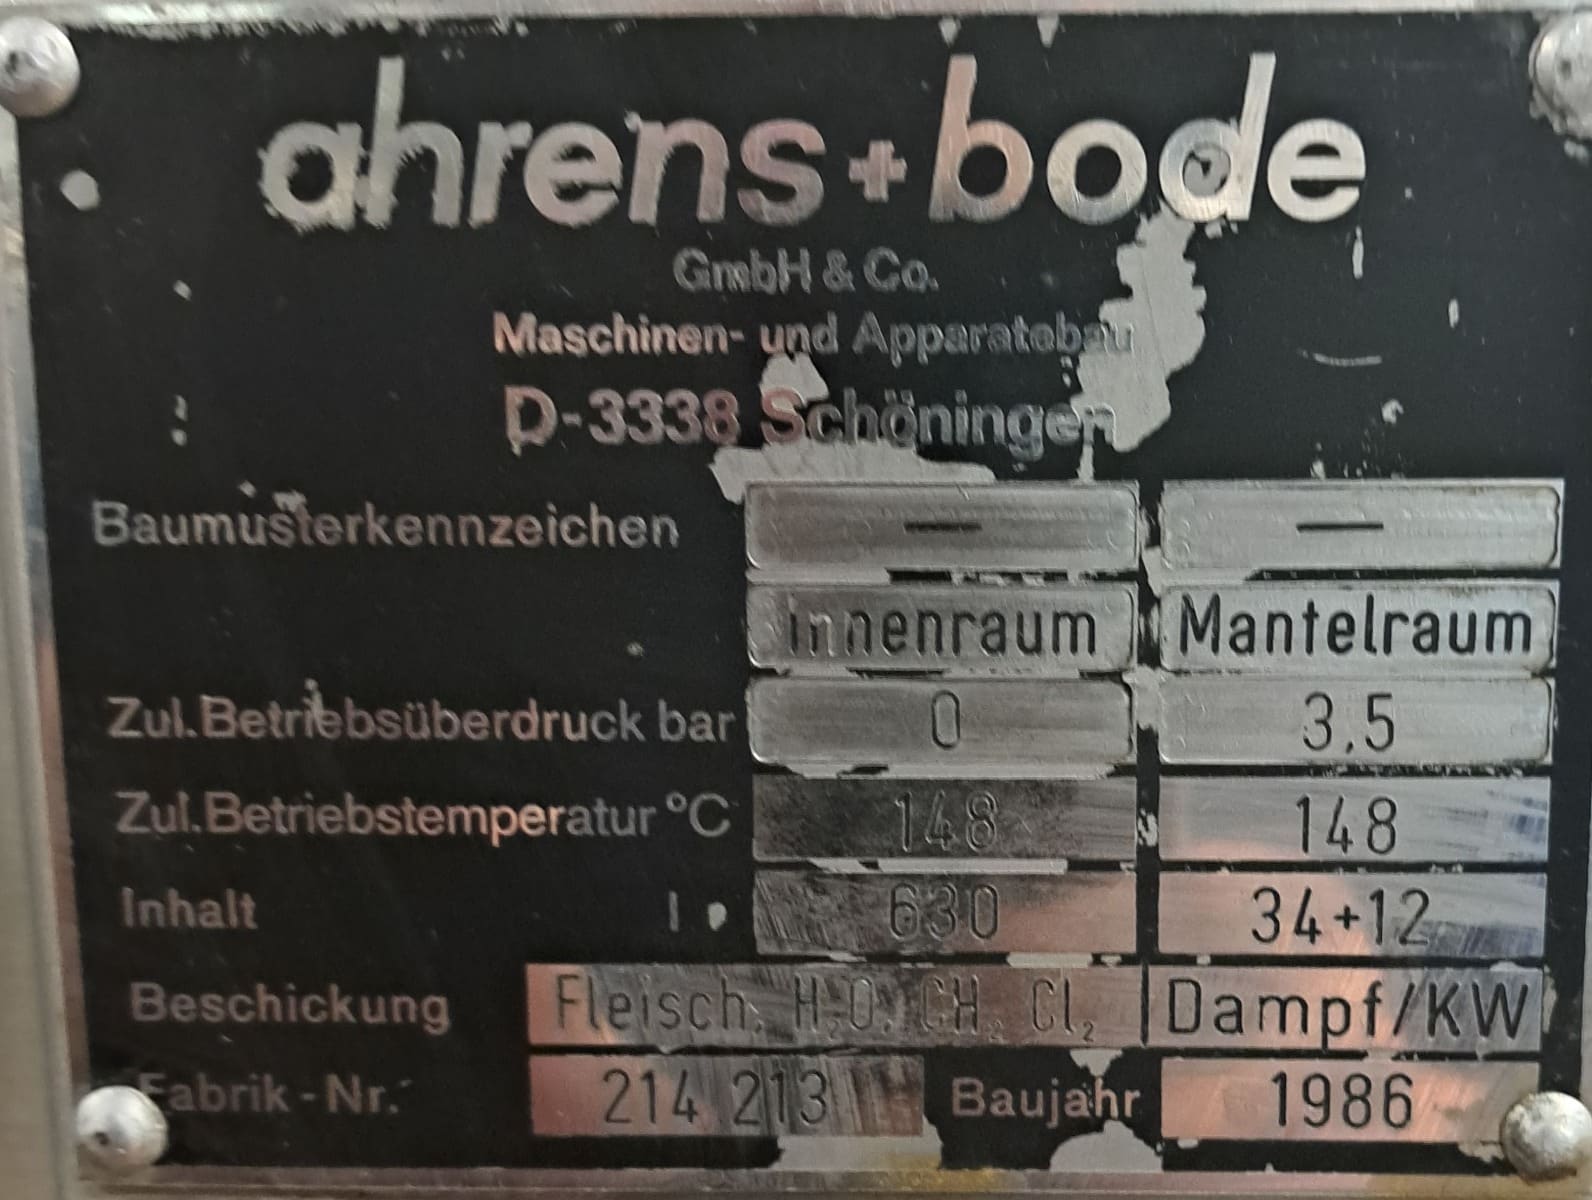 ahrens+bode
GmbH & Co.
Maschinen- und Apparatebau
D-3338 Schöningen
Baumusterkennzeichen — —
Innenraum Mantelraum
Zul. Betriebsüberdruck bar 0 3,5
Zul. Betriebstemperatur °C 148 148
Inhalt l 630 34+12
Beschickung Fleisch, H₂O, CH₂ Cl₂ Dampf/KW
Fabrik-Nr. 214 213 Baujahr 1986